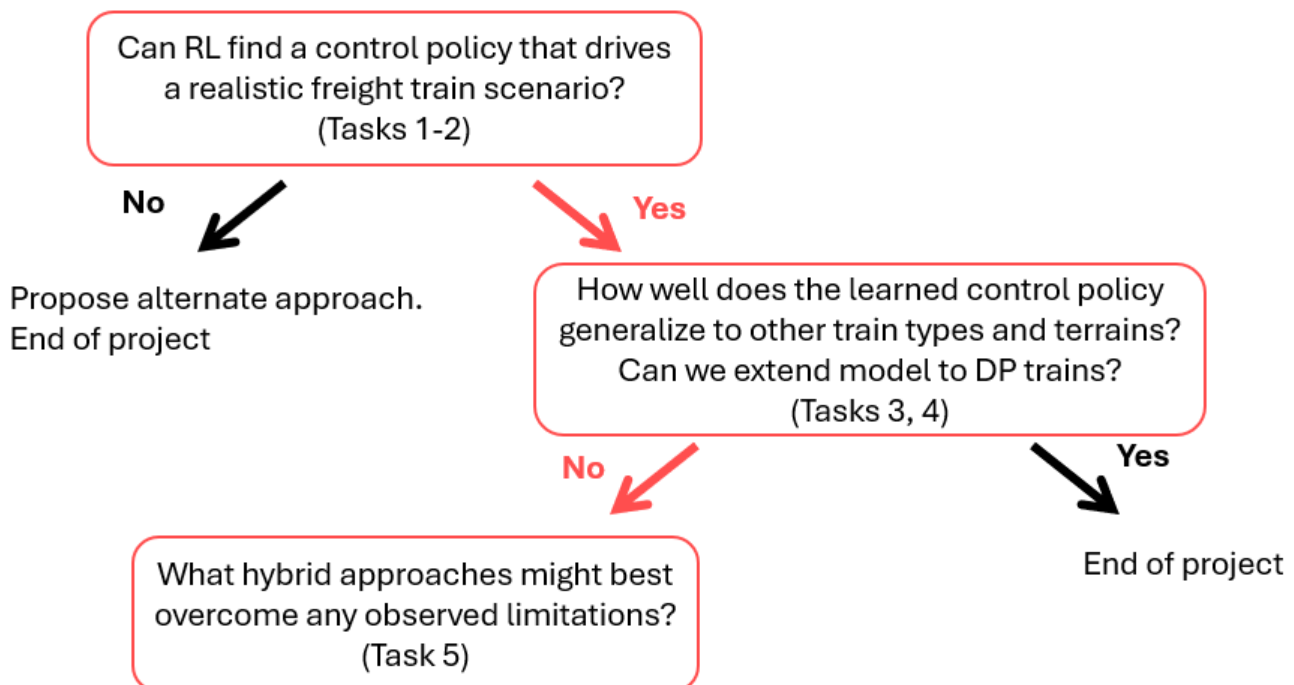 Can RL find a control policy that drives
a realistic freight train scenario?
(Tasks 1-2)
No
Yes
Propose alternate approach.
End of project
How well does the learned control policy
generalize to other train types and terrains?
Can we extend model to DP trains?
(Tasks 3, 4)
No
Yes
What hybrid approaches might best
overcome any observed limitations?
(Task 5)
End of project